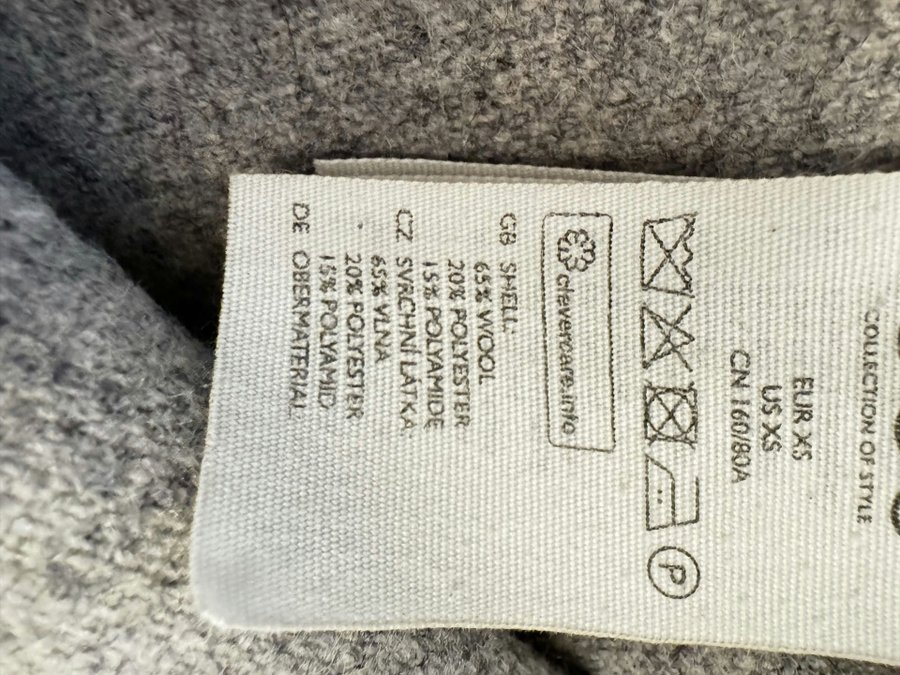 COLLECTION OF STYLE
EUR XS
US XS
CN 160/80A
P
clevercare.info
GB SHELL:
65% WOOL
20% POLYESTER
15% POLYAMIDE
CZ SVRCHNÍ LÁTKA:
65% VLNA
20% POLYESTER
15% POLYAMID
DE OBERMATERIAL